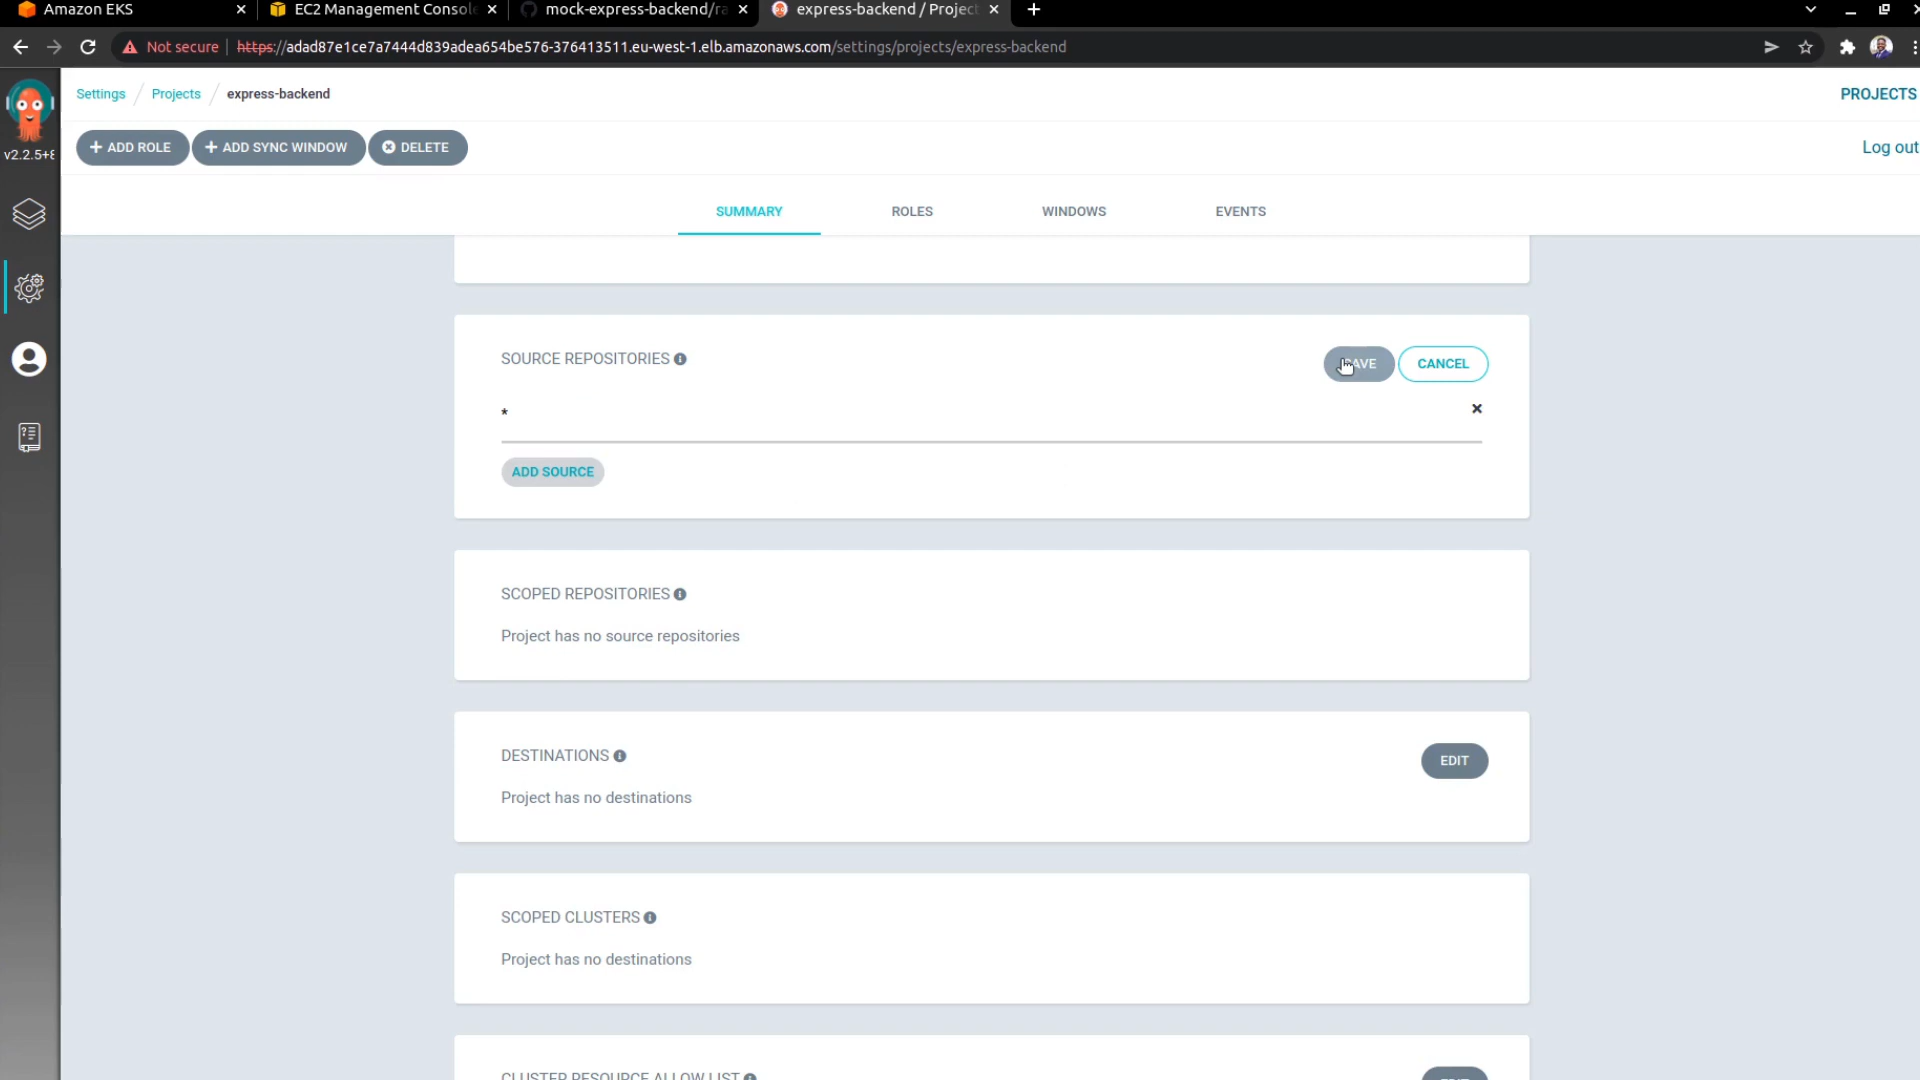 Amazon EKS
EC2 Management Console
mock-express-backend/ra
express-backend / Project
Not secure
https://adad87e1ce7a7444d839adea654be576-376413511.eu-west-1.elb.amazonaws.com/settings/projects/express-backend
v2.2.5+8
Settings / Projects / express-backend
PROJECTS
+ ADD ROLE
+ ADD SYNC WINDOW
DELETE
Log out
SUMMARY
ROLES
WINDOWS
EVENTS
SOURCE REPOSITORIES
SAVE
CANCEL
*
ADD SOURCE
SCOPED REPOSITORIES
Project has no source repositories
DESTINATIONS
EDIT
Project has no destinations
SCOPED CLUSTERS
Project has no destinations
CLUSTER RESOURCE ALLOW LIST
EDIT